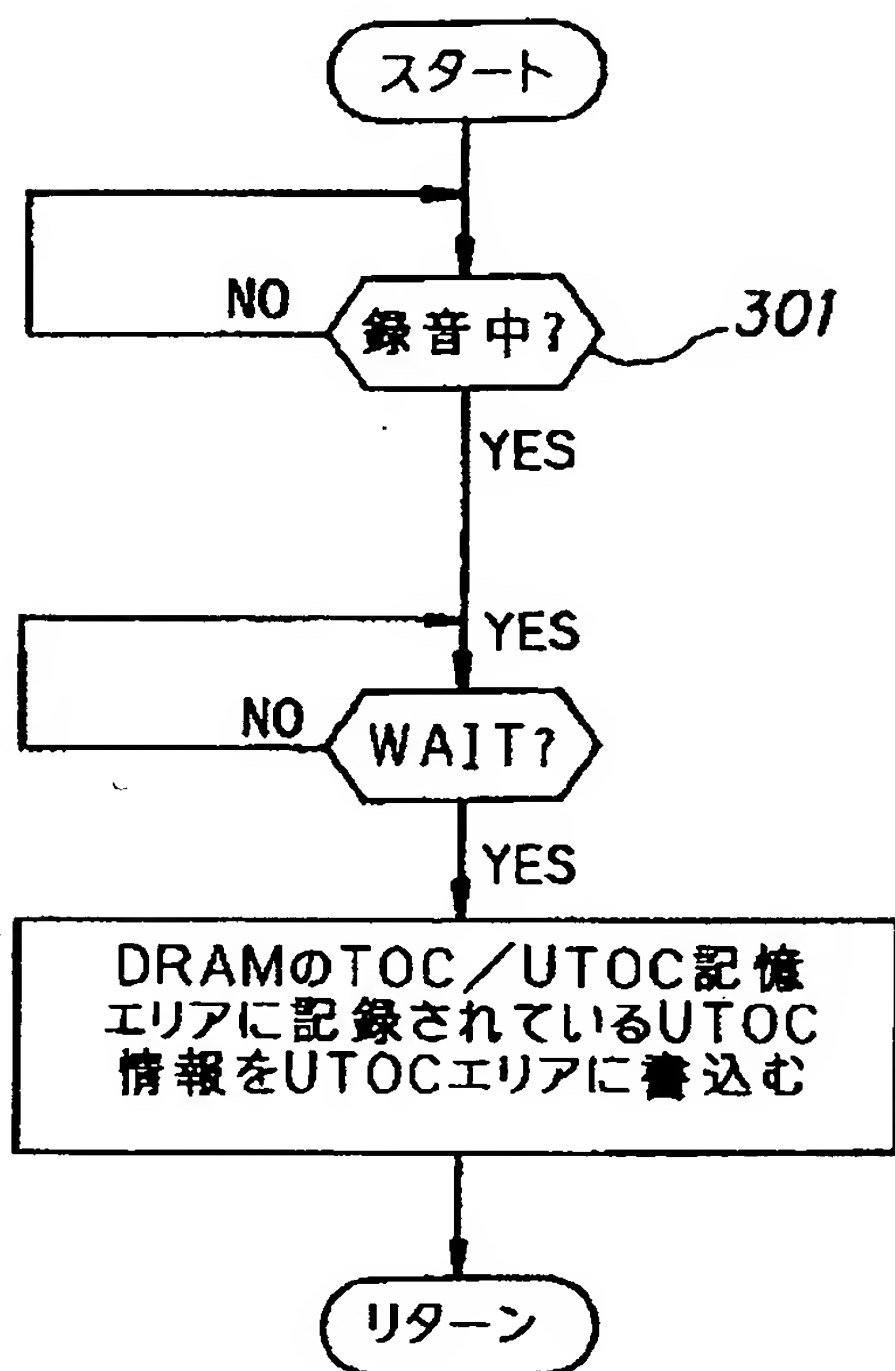 スタート
NO
録音中?
301
YES
YES
NO
WAIT?
YES
DRAMのTOC/UTOC記憶
エリアに記録されているUTOC
情報をUTOCエリアに書込む
リターン